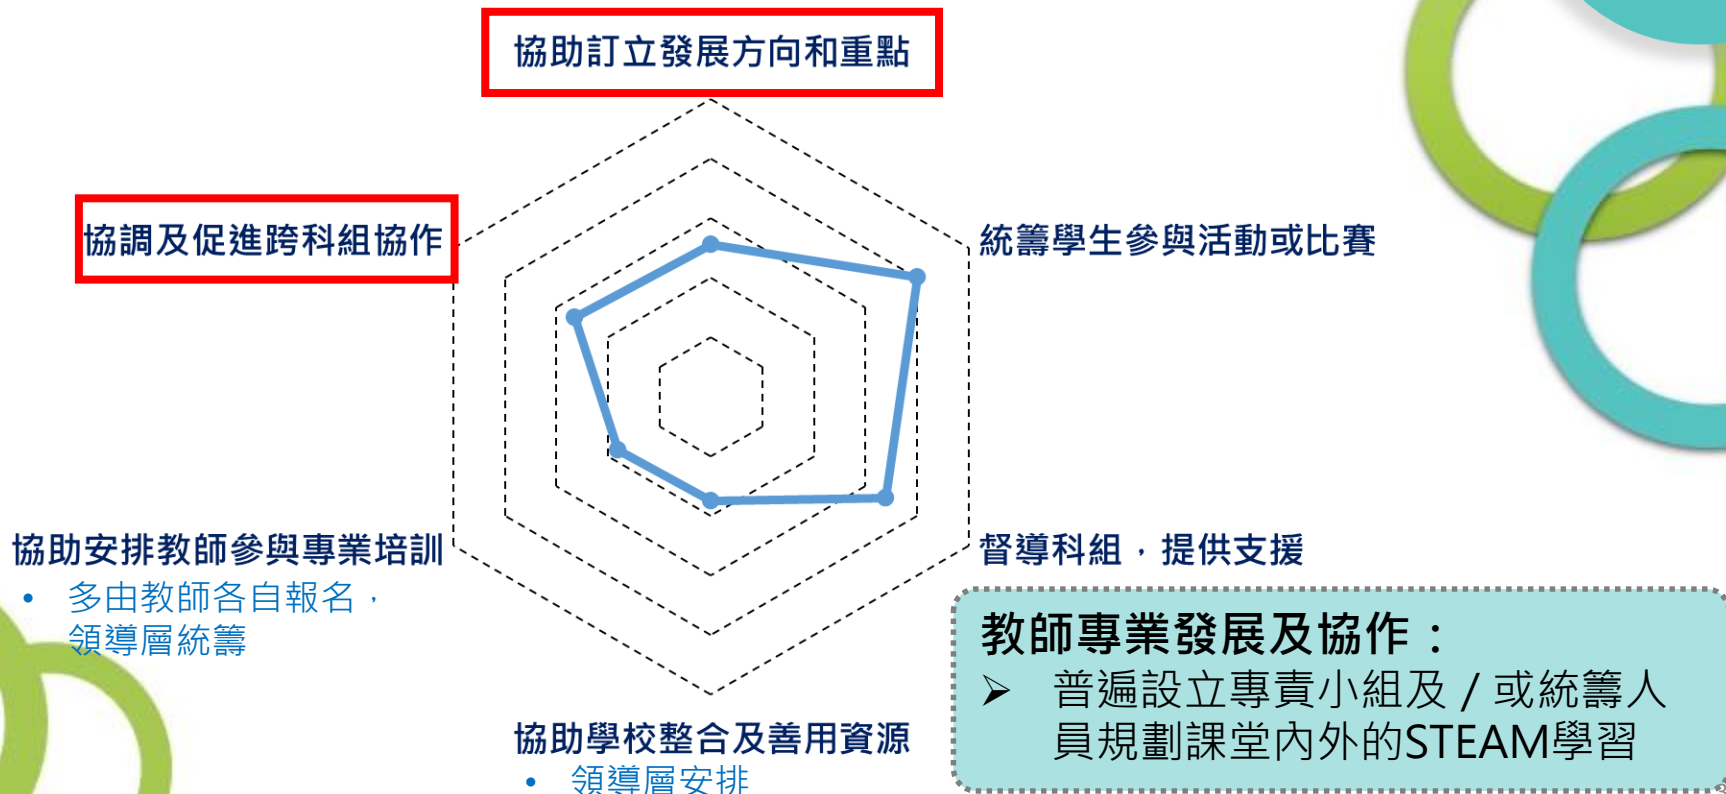 協助訂立發展方向和重點
協調及促進跨科組協作
統籌學生參與活動或比賽
協助安排教師參與專業培訓
• 多由教師各自報名，
領導層統籌
督導科組，提供支援
協助學校整合及善用資源
• 領導層安排
教師專業發展及協作：
➢ 普遍設立專責小組及 / 或統籌人
員規劃課堂內外的STEAM學習